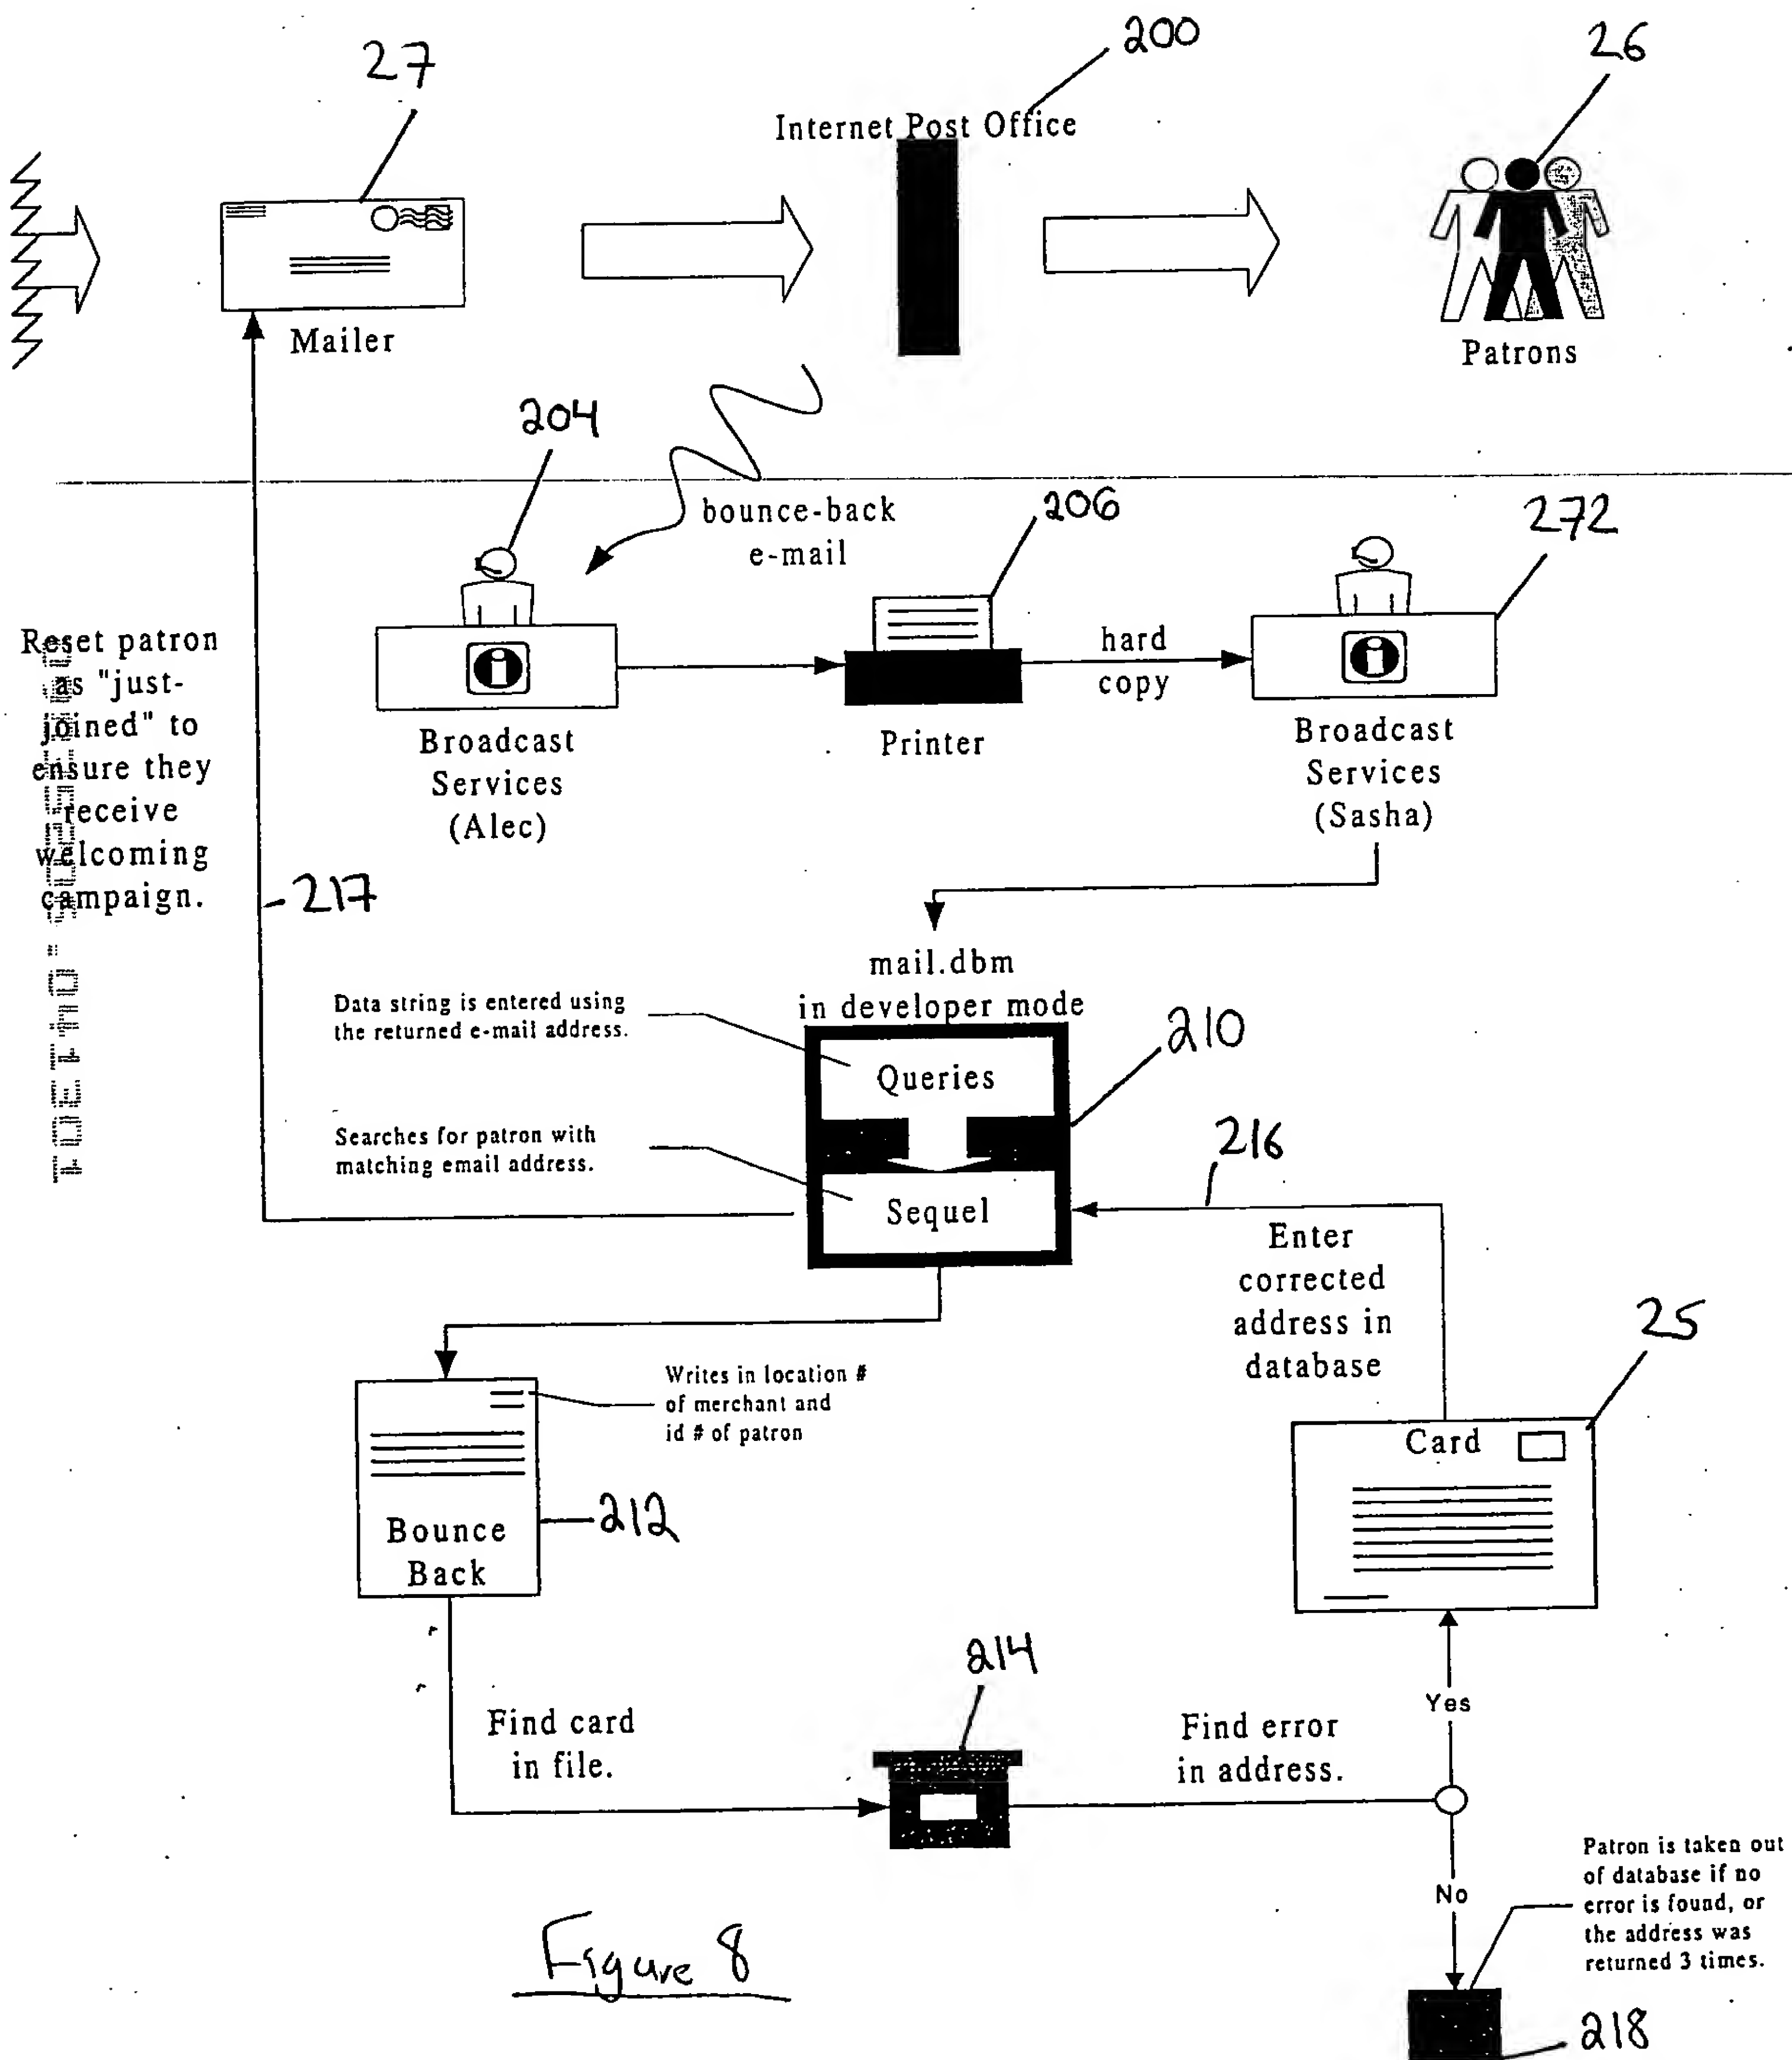 27
200
26
Internet Post Office
Mailer
Patrons
204
bounce-back
e-mail
206
272
hard
copy
Reset patron
as "just-
joined" to
ensure they
receive
welcoming
campaign.
Broadcast
Services
(Alec)
Printer
Broadcast
Services
(Sasha)
217
mail.dbm
in developer mode
Data string is entered using
the returned e-mail address.
Queries
210
Searches for patron with
matching email address.
Sequel
216
Enter
corrected
address in
database
25
Writes in location #
of merchant and
id # of patron
Card
Bounce
Back
212
214
Find card
in file.
Find error
in address.
Yes
No
Patron is taken out
of database if no
error is found, or
the address was
returned 3 times.
Figure 8
218